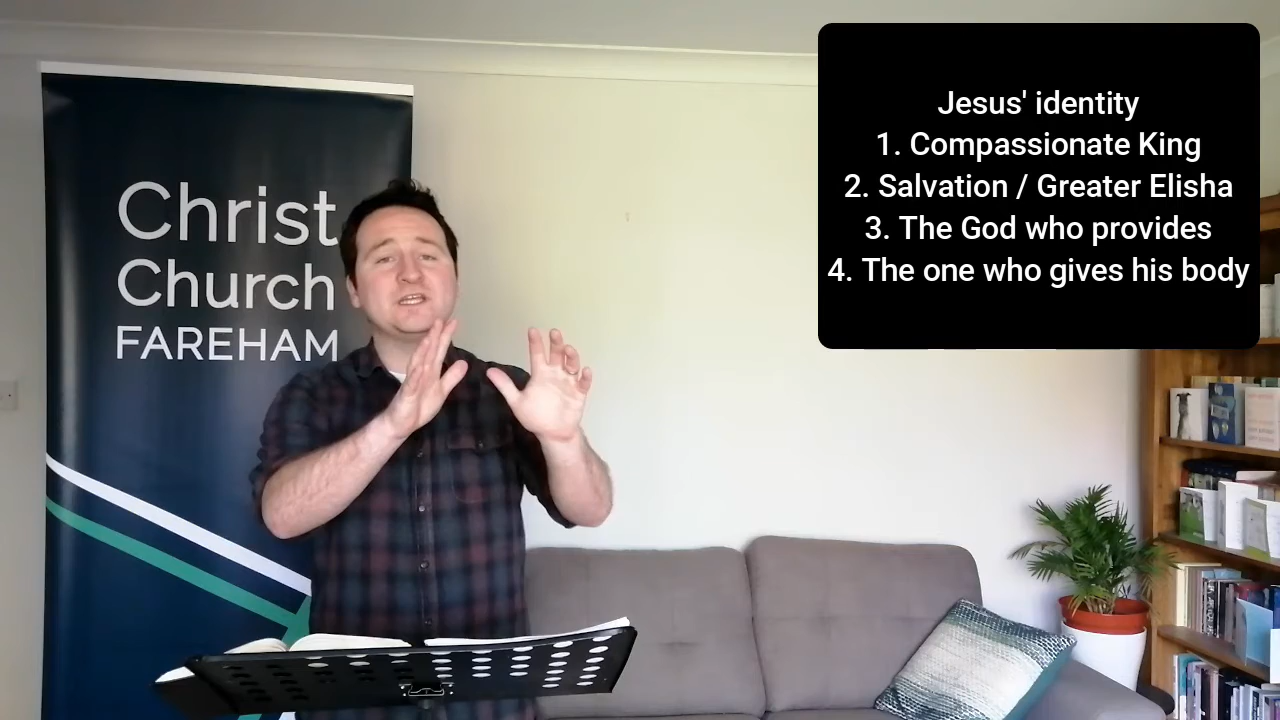 Christ
Church
FAREHAM
Jesus' identity
1. Compassionate King
2. Salvation / Greater Elisha
3. The God who provides
4. The one who gives his body